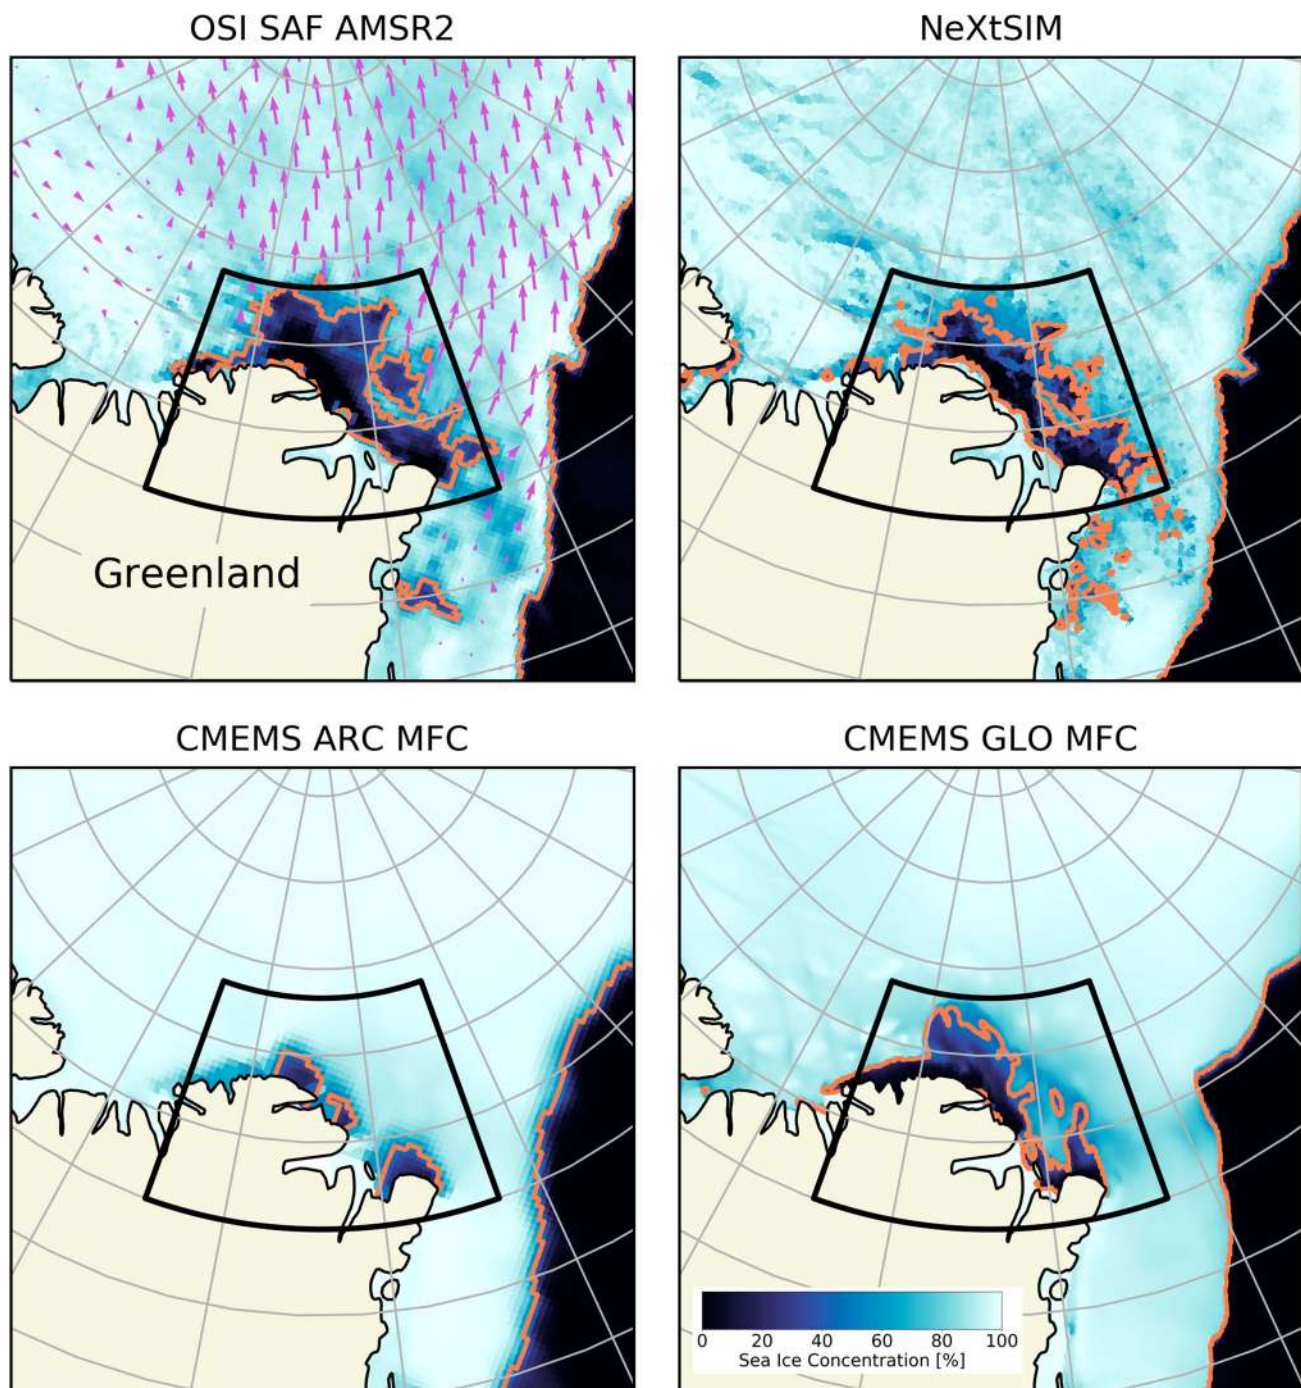 OSI SAF AMSR2
NeXtSIM
Greenland
CMEMS ARC MFC
CMEMS GLO MFC
0 20 40 60 80 100
Sea Ice Concentration [%]